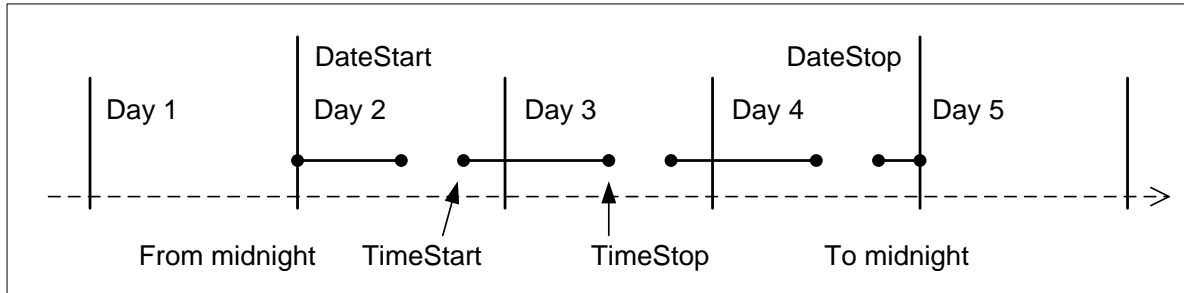 DateStart DateStop
Day 1 Day 2 Day 3 Day 4 Day 5
From midnight TimeStart TimeStop To midnight